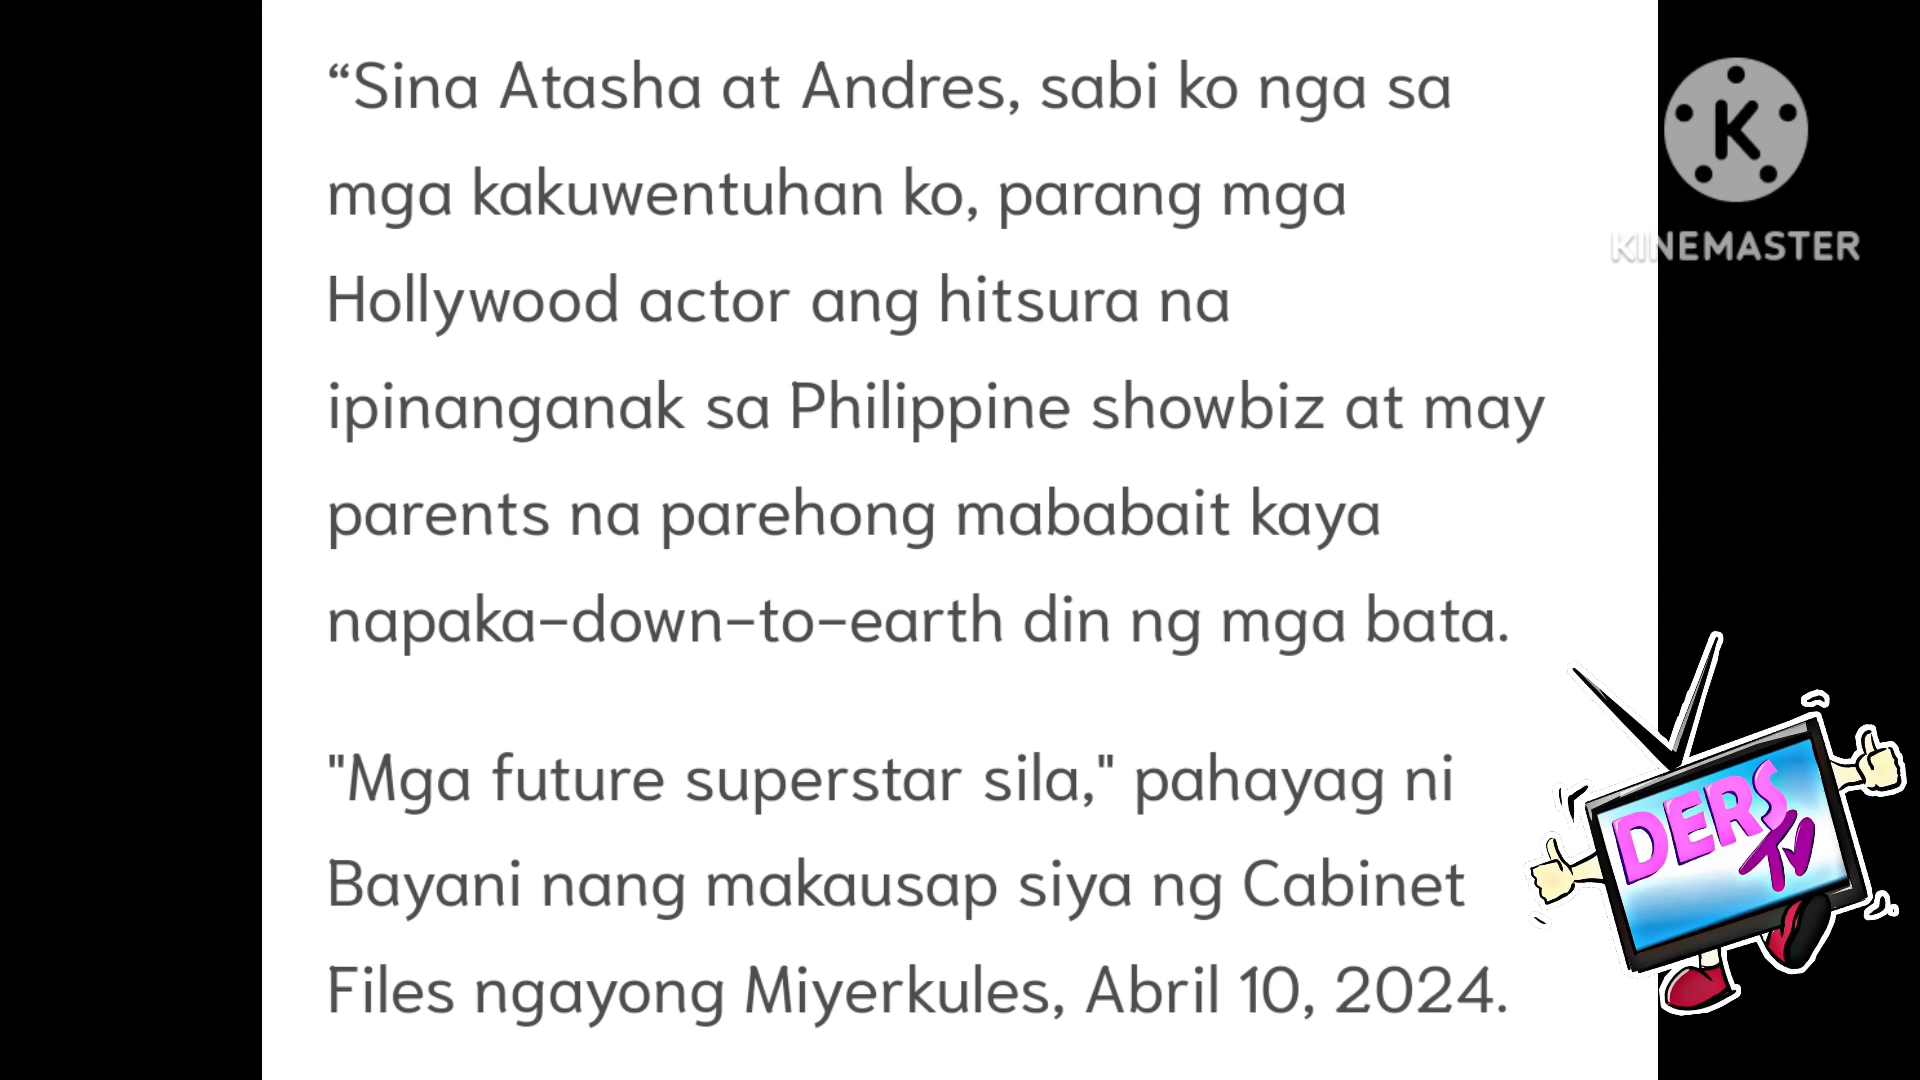 “Sina Atasha at Andres, sabi ko nga sa
mga kakuwentuhan ko, parang mga
Hollywood actor ang hitsura na
ipinanganak sa Philippine showbiz at may
parents na parehong mababait kaya
napaka-down-to-earth din ng mga bata.
"Mga future superstar sila," pahayag ni
Bayani nang makausap siya ng Cabinet
Files ngayong Miyerkules, Abril 10, 2024.
K
KINEMASTER
DERS
TV